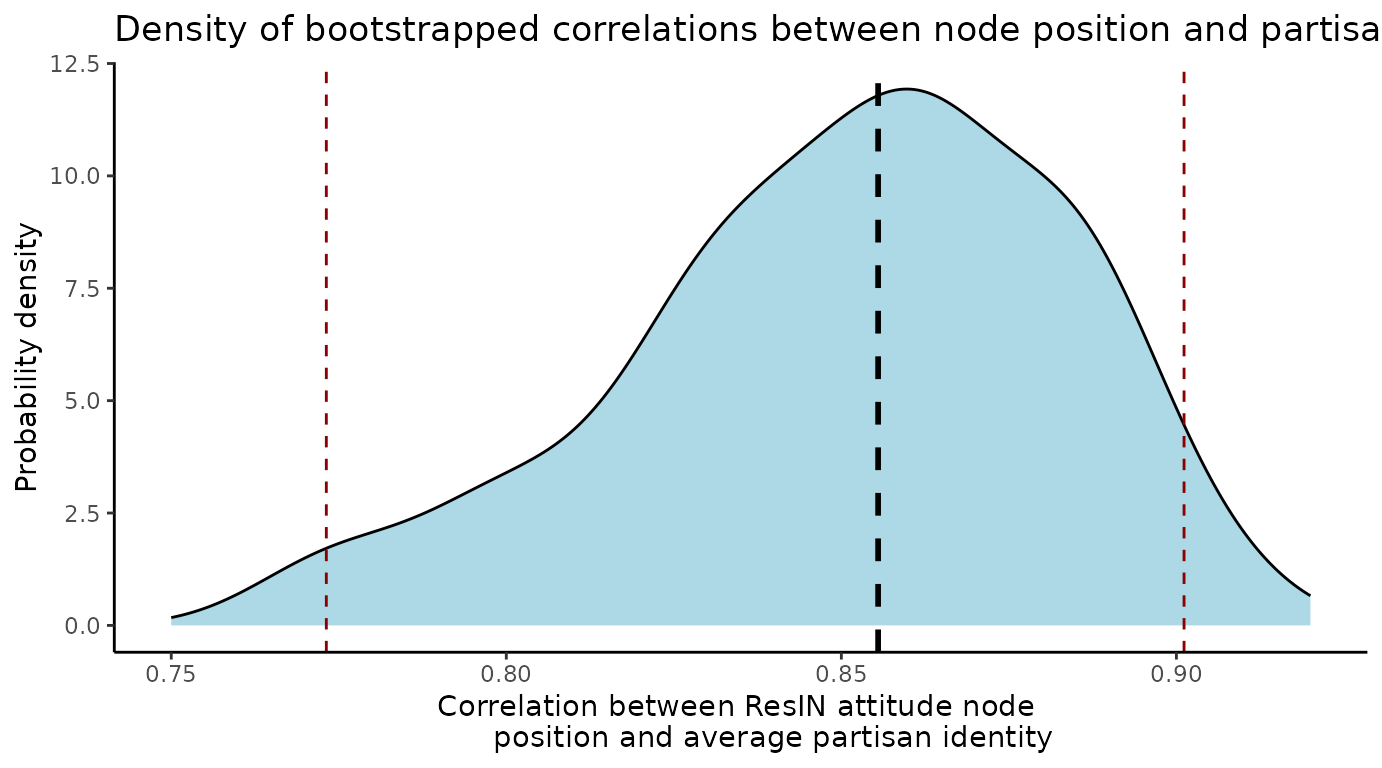 Density of bootstrapped correlations between node position and partisa
12.5
10.0
7.5
5.0
2.5
0.0
Probability density
0.75 0.80 0.85 0.90
Correlation between ResIN attitude node
position and average partisan identity